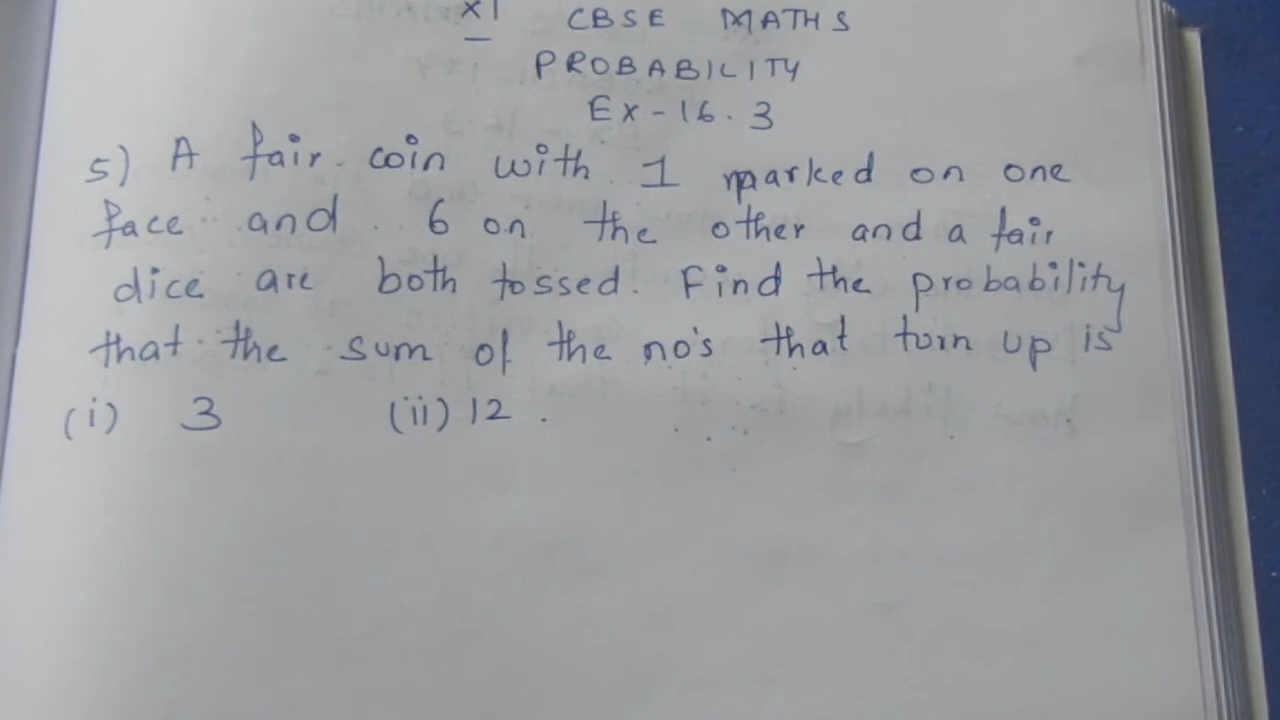 XI CBSE MATHS
PROBABILITY
EX-16.3
5) A fair coin with 1 marked on one
face and 6 on the other and a fair
dice are both tossed. Find the probability
that the sum of the no's that turn up is
(i) 3 (ii) 12.